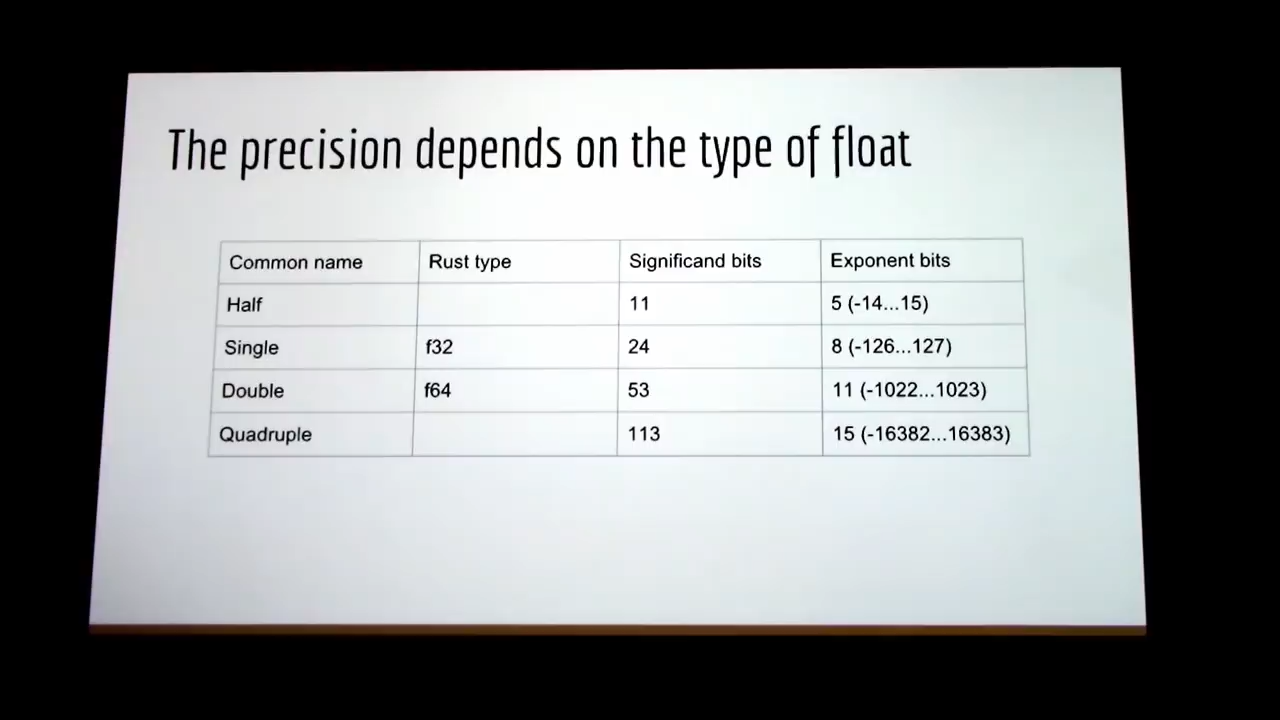 The precision depends on the type of float
Common name Rust type Significand bits Exponent bits
Half 11 5 (-14...15)
Single f32 24 8 (-126...127)
Double f64 53 11 (-1022...1023)
Quadruple 113 15 (-16382...16383)